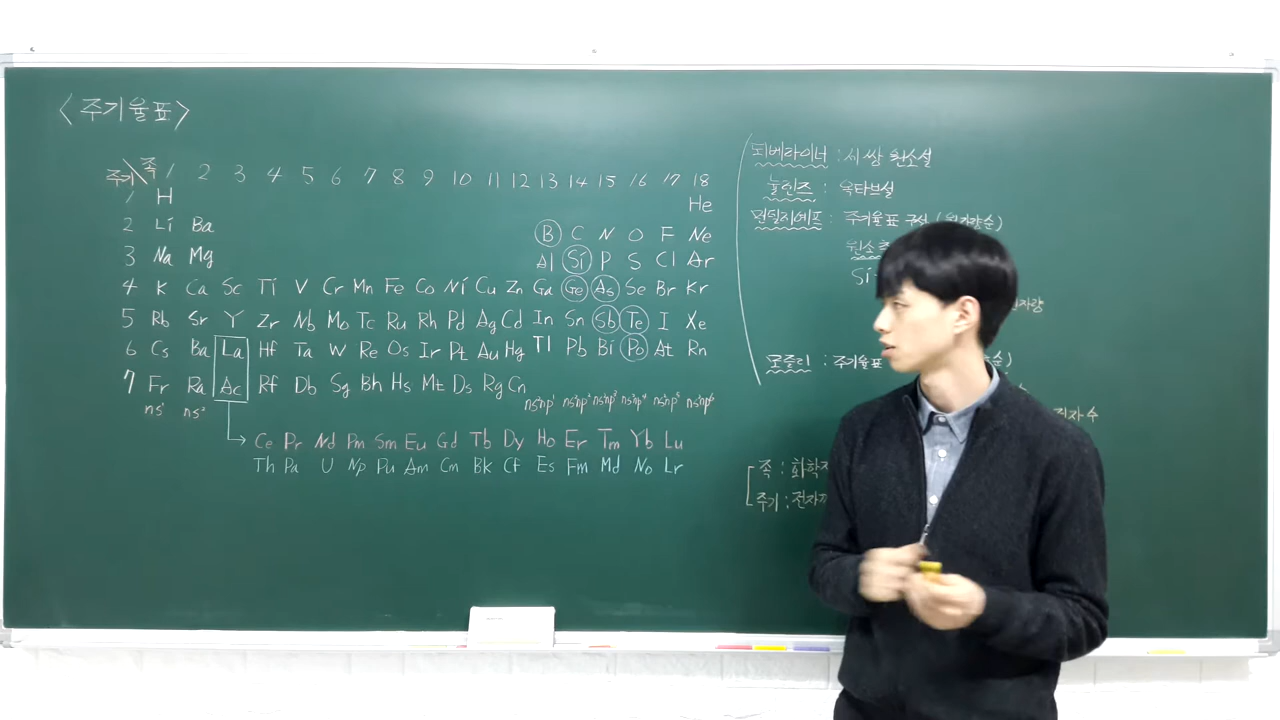 〈주기율표〉
족 1 2 3 4 5 6 7 8 9 10 11 12 13 14 15 16 17 18
주기
1 H He
2 Li Ba B C N O F Ne
3 Na Mg Al Si P S Cl Ar
4 K Ca Sc Ti V Cr Mn Fe Co Ni Cu Zn Ga Ge As Se Br Kr
5 Rb Sr Y Zr Nb Mo Tc Ru Rh Pd Ag Cd In Sn Sb Te I Xe
6 Cs Ba La Hf Ta W Re Os Ir Pt Au Hg Tl Pb Bi Po At Rn
7 Fr Ra Ac Rf Db Sg Bh Hs Mt Ds Rg Cn
ns¹ ns² ns²np¹ ns²np² ns²np³ ns²np⁴ ns²np⁵ ns²np⁶
Ce Pr Nd Pm Sm Eu Gd Tb Dy Ho Er Tm Yb Lu
Th Pa U Np Pu Am Cm Bk Cf Es Fm Md No Lr
되베라이너 : 세 쌍 원소설
뉼린즈 : 옥타브설
멘델레예프 : 주기율표
원소
Si
모즐리 : 주기율표
전자 수
족 :
주기 :